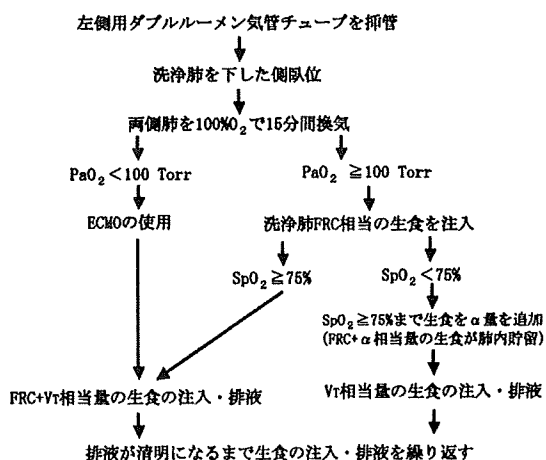 左側用ダブルルーメン気管チューブを挿管
洗浄肺を下した側臥位
両側肺を100%O2で15分間換気
PaO2＜100 Torr
PaO2 ≧100 Torr
ECMOの使用
洗浄肺FRC相当の生食を注入
SpO2≧75%
SpO2＜75%
SpO2≧75%まで生食をα量を追加
(FRC+α相当量の生食が肺内貯留)
FRC+VT相当量の生食の注入・排液
VT相当量の生食の注入・排液
排液が清明になるまで生食の注入・排液を繰り返す